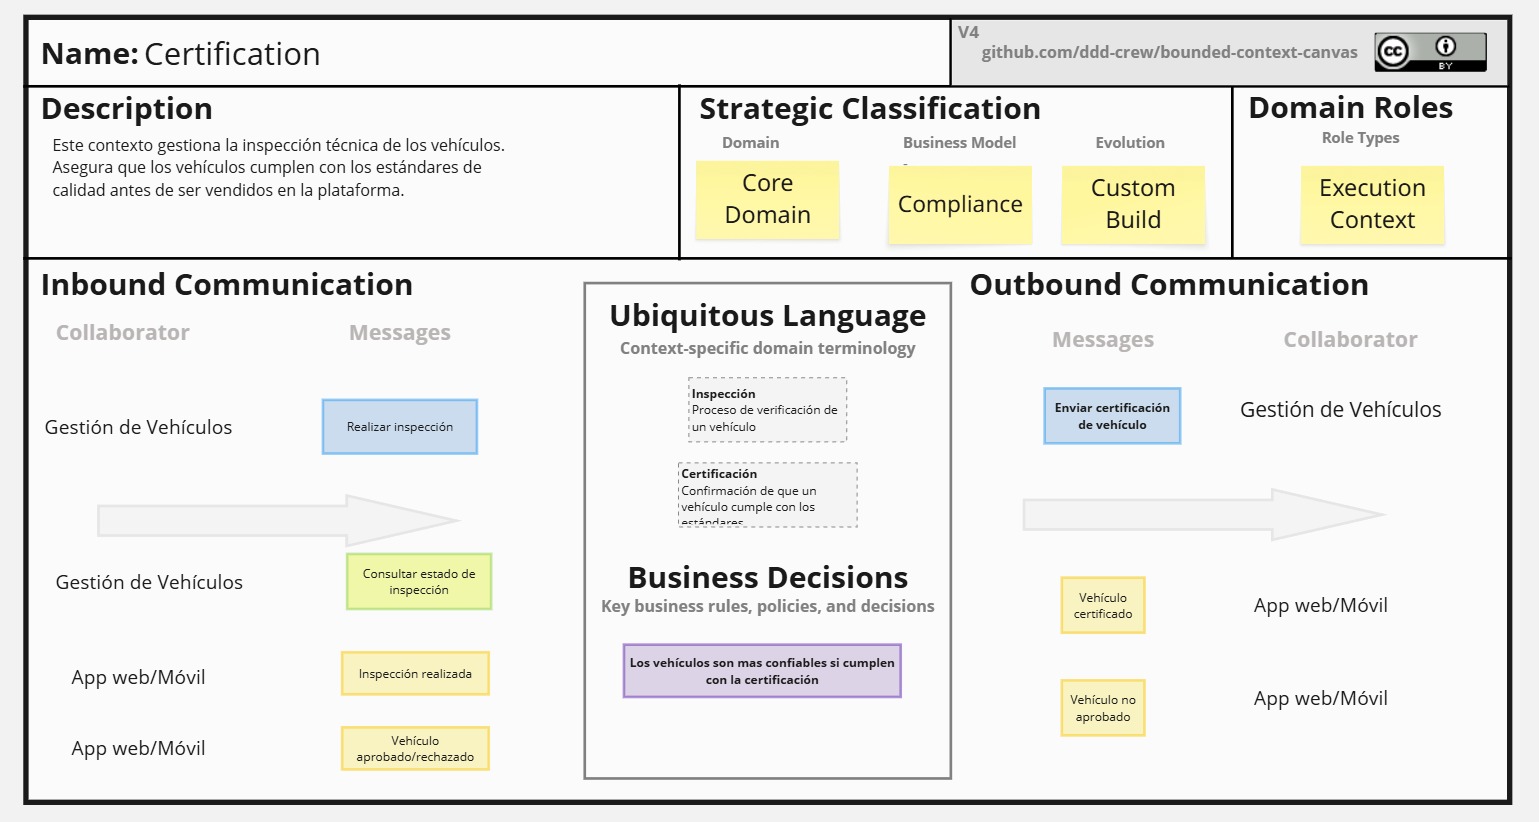 Name: Certification
V4
github.com/ddd-crew/bounded-context-canvas
cc
BY
Description
Este contexto gestiona la inspección técnica de los vehículos.
Asegura que los vehículos cumplen con los estándares de
calidad antes de ser vendidos en la plataforma.
Strategic Classification
Domain
Business Model
Evolution
Core
Domain
Compliance
Custom
Build
Domain Roles
Role Types
Execution
Context
Inbound Communication
Collaborator
Messages
Gestión de Vehículos
Realizar inspección
Gestión de Vehículos
Consultar estado de
inspección
App web/Móvil
Inspección realizada
App web/Móvil
Vehículo
aprobado/rechazado
Ubiquitous Language
Context-specific domain terminology
Inspección
Proceso de verificación de
un vehículo
Certificación
Confirmación de que un
vehículo cumple con los
estándares
Business Decisions
Key business rules, policies, and decisions
Los vehículos son mas confiables si cumplen
con la certificación
Outbound Communication
Messages
Collaborator
Enviar certificación
de vehículo
Gestión de Vehículos
Vehículo
certificado
App web/Móvil
Vehículo no
aprobado
App web/Móvil